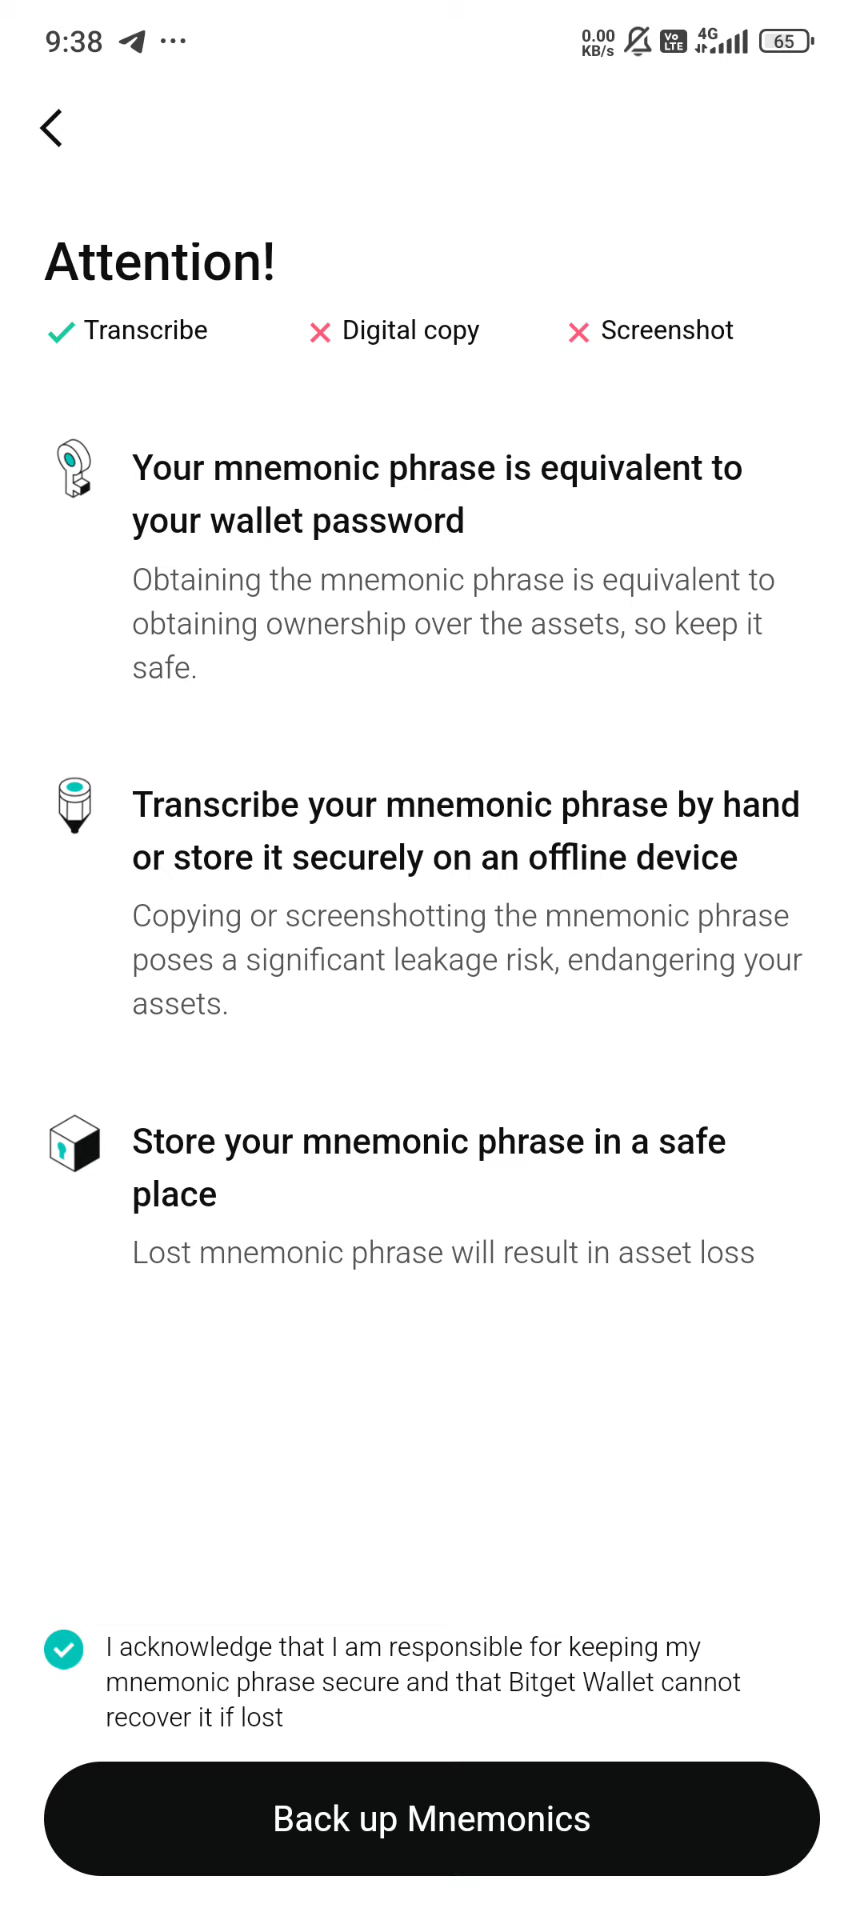 9:38
0.00
KB/s
Vo
LTE
4G
65
Attention!
Transcribe
Digital copy
Screenshot
Your mnemonic phrase is equivalent to
your wallet password
Obtaining the mnemonic phrase is equivalent to
obtaining ownership over the assets, so keep it
safe.
Transcribe your mnemonic phrase by hand
or store it securely on an offline device
Copying or screenshotting the mnemonic phrase
poses a significant leakage risk, endangering your
assets.
Store your mnemonic phrase in a safe
place
Lost mnemonic phrase will result in asset loss
I acknowledge that I am responsible for keeping my
mnemonic phrase secure and that Bitget Wallet cannot
recover it if lost
Back up Mnemonics